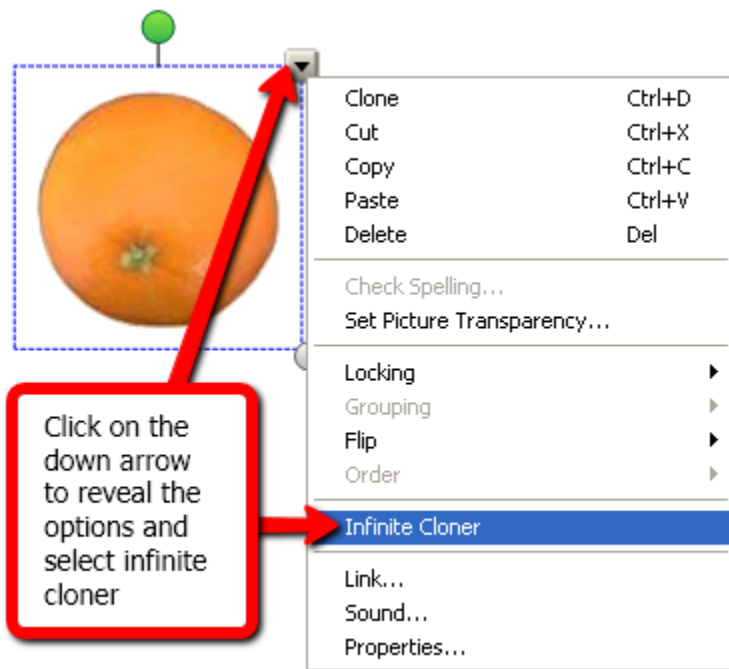 Clone Ctrl+D
Cut Ctrl+X
Copy Ctrl+C
Paste Ctrl+V
Delete Del
Check Spelling...
Set Picture Transparency...
Locking
Grouping
Flip
Order
Infinite Cloner
Link...
Sound...
Properties...
Click on the
down arrow
to reveal the
options and
select infinite
cloner